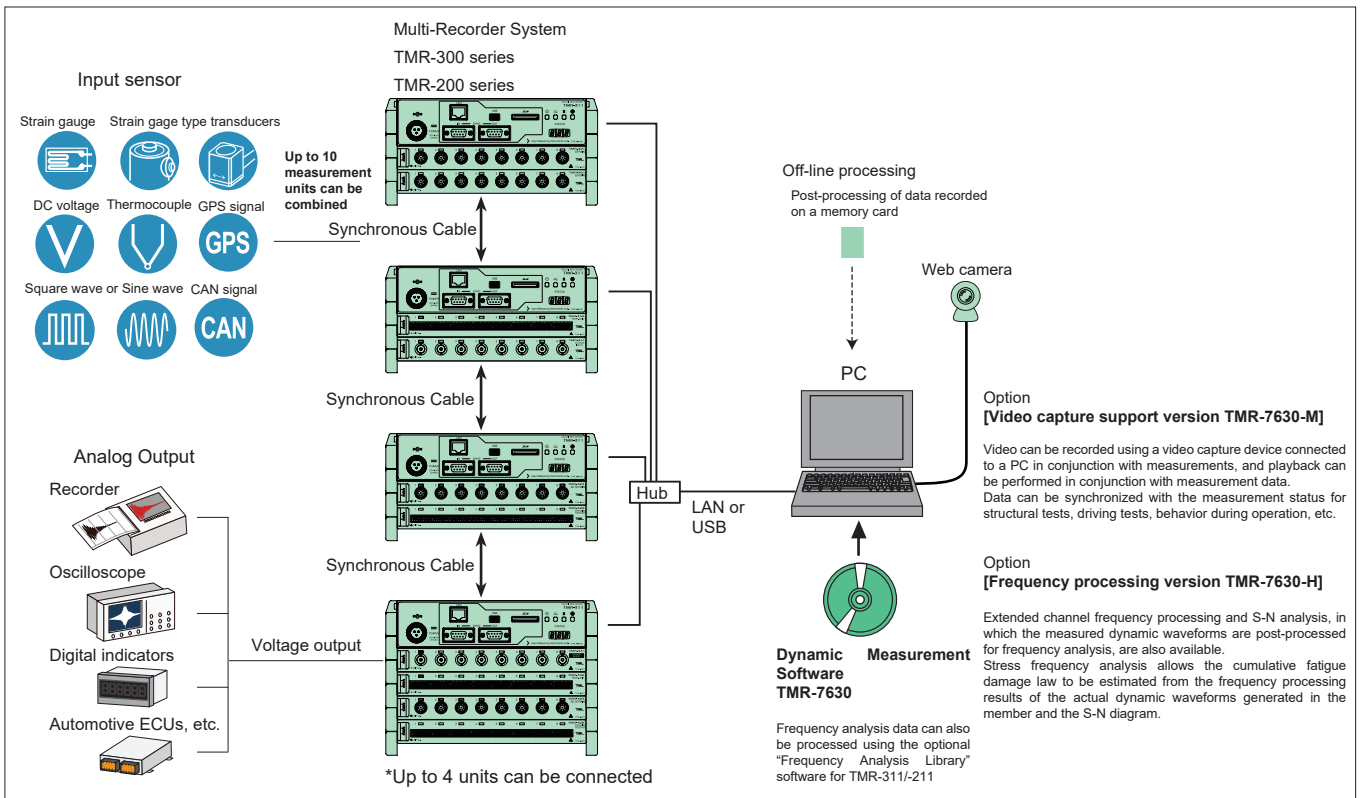 Multi-Recorder System
TMR-300 series
TMR-200 series
Input sensor
Strain gauge
Strain gage type transducers
DC voltage
Thermocouple
GPS signal
GPS
Square wave or Sine wave
CAN signal
CAN
Up to 10
measurement
units can be
combined
Synchronous Cable
Synchronous Cable
Synchronous Cable
Analog Output
Recorder
Oscilloscope
Digital indicators
Automotive ECUs, etc.
Voltage output
*Up to 4 units can be connected
Hub
LAN or
USB
Off-line processing
Post-processing of data recorded
on a memory card
Web camera
PC
Dynamic Measurement
Software
TMR-7630
Frequency analysis data can also
be processed using the optional
“Frequency Analysis Library”
software for TMR-311/-211
Option
[Video capture support version TMR-7630-M]
Video can be recorded using a video capture device connected
to a PC in conjunction with measurements, and playback can
be performed in conjunction with measurement data.
Data can be synchronized with the measurement status for
structural tests, driving tests, behavior during operation, etc.
Option
[Frequency processing version TMR-7630-H]
Extended channel frequency processing and S-N analysis, in
which the measured dynamic waveforms are post-processed
for frequency analysis, are also available.
Stress frequency analysis allows the cumulative fatigue
damage law to be estimated from the frequency processing
results of the actual dynamic waveforms generated in the
member and the S-N diagram.